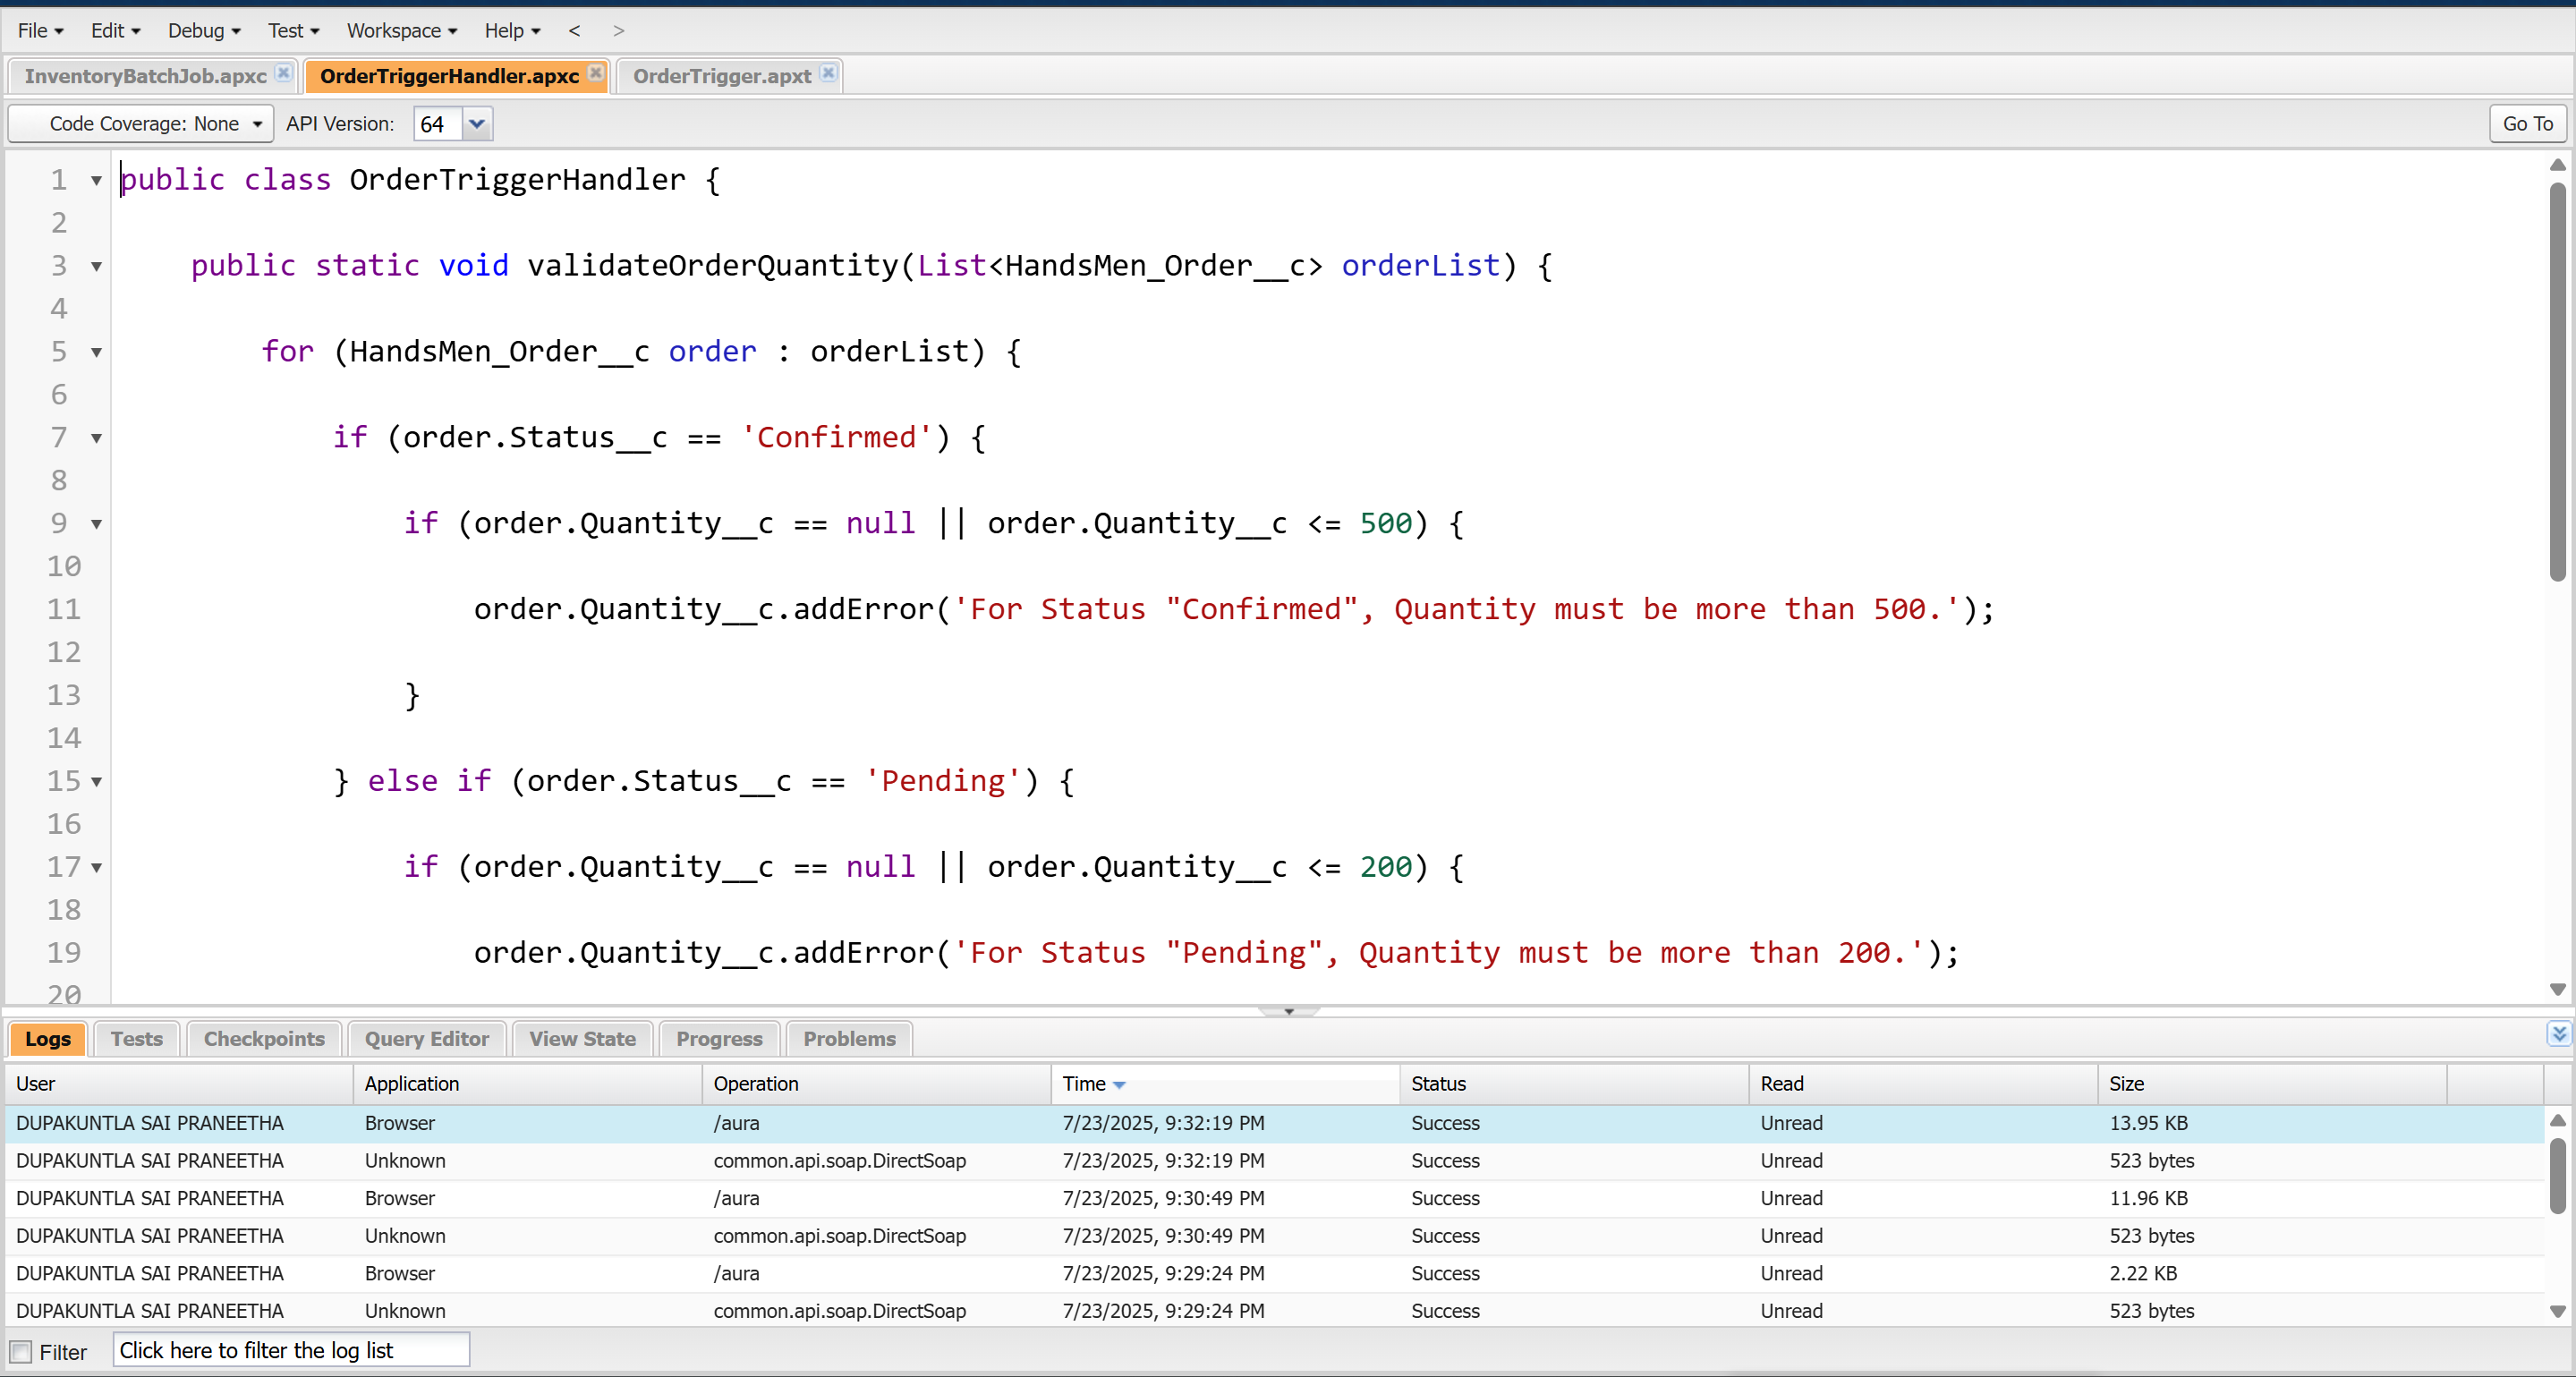 File Edit Debug Test Workspace Help < >
InventoryBatchJob.apxc OrderTriggerHandler.apxc OrderTrigger.apxt
Code Coverage: None API Version: 64 Go To
1 public class OrderTriggerHandler {
2
3 public static void validateOrderQuantity(List<HandsMen_Order__c> orderList) {
4
5 for (HandsMen_Order__c order : orderList) {
6
7 if (order.Status__c == 'Confirmed') {
8
9 if (order.Quantity__c == null || order.Quantity__c <= 500) {
10
11 order.Quantity__c.addError('For Status "Confirmed", Quantity must be more than 500.');
12
13 }
14
15 } else if (order.Status__c == 'Pending') {
16
17 if (order.Quantity__c == null || order.Quantity__c <= 200) {
18
19 order.Quantity__c.addError('For Status "Pending", Quantity must be more than 200.');
20
Logs Tests Checkpoints Query Editor View State Progress Problems
User Application Operation Time Status Read Size
DUPAKUNTLA SAI PRANEETHA Browser /aura 7/23/2025, 9:32:19 PM Success Unread 13.95 KB
DUPAKUNTLA SAI PRANEETHA Unknown common.api.soap.DirectSoap 7/23/2025, 9:32:19 PM Success Unread 523 bytes
DUPAKUNTLA SAI PRANEETHA Browser /aura 7/23/2025, 9:30:49 PM Success Unread 11.96 KB
DUPAKUNTLA SAI PRANEETHA Unknown common.api.soap.DirectSoap 7/23/2025, 9:30:49 PM Success Unread 523 bytes
DUPAKUNTLA SAI PRANEETHA Browser /aura 7/23/2025, 9:29:24 PM Success Unread 2.22 KB
DUPAKUNTLA SAI PRANEETHA Unknown common.api.soap.DirectSoap 7/23/2025, 9:29:24 PM Success Unread 523 bytes
Filter Click here to filter the log list